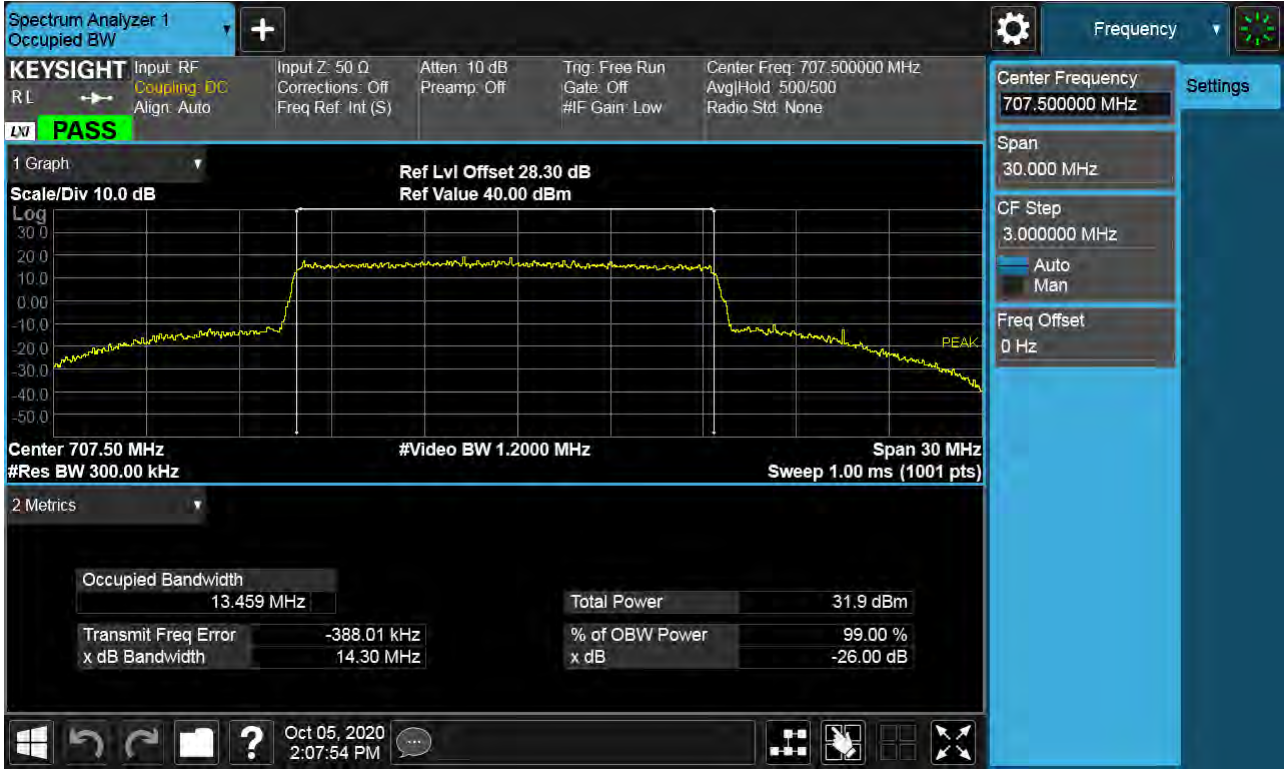 Spectrum Analyzer 1
Occupied BW
+
Frequency
KEYSIGHT
RL
LXI
PASS
Input: RF
Coupling: DC
Align: Auto
Input Z: 50 Ω
Corrections: Off
Freq Ref: Int (S)
Atten: 10 dB
Preamp: Off
Trig: Free Run
Gate: Off
#IF Gain: Low
Center Freq: 707.500000 MHz
Avg|Hold: 500/500
Radio Std: None
Center Frequency
707.500000 MHz
Settings
Span
30.000 MHz
CF Step
3.000000 MHz
Auto
Man
Freq Offset
0 Hz
1 Graph
Scale/Div 10.0 dB
Ref Lvl Offset 28.30 dB
Ref Value 40.00 dBm
Log
30.0
20.0
10.0
0.00
-10.0
-20.0
-30.0
-40.0
-50.0
PEAK
Center 707.50 MHz
#Video BW 1.2000 MHz
Span 30 MHz
#Res BW 300.00 kHz
Sweep 1.00 ms (1001 pts)
2 Metrics
Occupied Bandwidth
13.459 MHz
Total Power 31.9 dBm
Transmit Freq Error -388.01 kHz
% of OBW Power 99.00 %
x dB Bandwidth 14.30 MHz
x dB -26.00 dB
?
Oct 05, 2020
2:07:54 PM